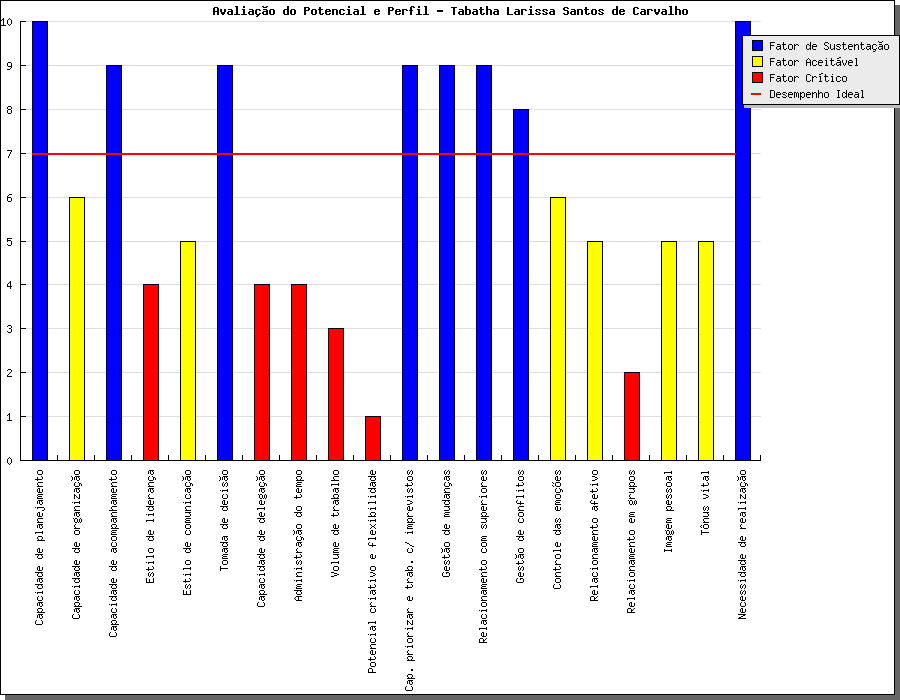 Avaliação do Potencial e Perfil - Tabatha Larissa Santos de Carvalho
Fator de Sustentação
Fator Aceitável
Fator Crítico
Desempenho Ideal
10
9
8
7
6
5
4
3
2
1
0
Capacidade de planejamento
Capacidade de organização
Capacidade de acompanhamento
Estilo de liderança
Estilo de comunicação
Tomada de decisão
Capacidade de delegação
Administração do tempo
Volume de trabalho
Potencial criativo e flexibilidade
Cap. priorizar e trab. c/ imprevistos
Gestão de mudanças
Relacionamento com superiores
Gestão de conflitos
Controle das emoções
Relacionamento afetivo
Relacionamento em grupos
Imagem pessoal
Tônus vital
Necessidade de realização